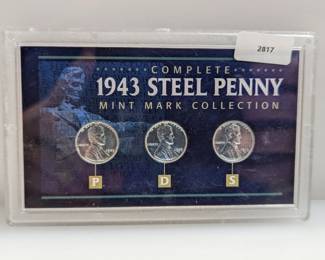 2817
COMPLETE
1943 STEEL PENNY
MINT MARK COLLECTION
P D S